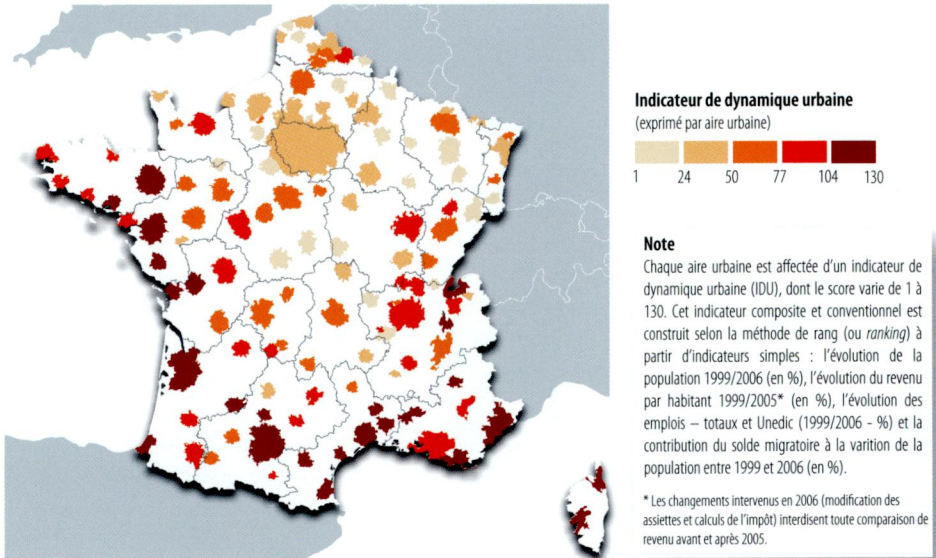 Indicateur de dynamique urbaine
(exprimé par aire urbaine)
1 24 50 77 104 130
Note
Chaque aire urbaine est affectée d'un indicateur de
dynamique urbaine (IDU), dont le score varie de 1 à
130. Cet indicateur composite et conventionnel est
construit selon la méthode de rang (ou ranking) à
partir d'indicateurs simples : l'évolution de la
population 1999/2006 (en %), l'évolution du revenu
par habitant 1999/2005* (en %), l'évolution des
emplois – totaux et Unedic (1999/2006 - %) et la
contribution du solde migratoire à la varition de la
population entre 1999 et 2006 (en %).
* Les changements intervenus en 2006 (modification des
assiettes et calculs de l'impôt) interdisent toute comparaison de
revenu avant et après 2005.